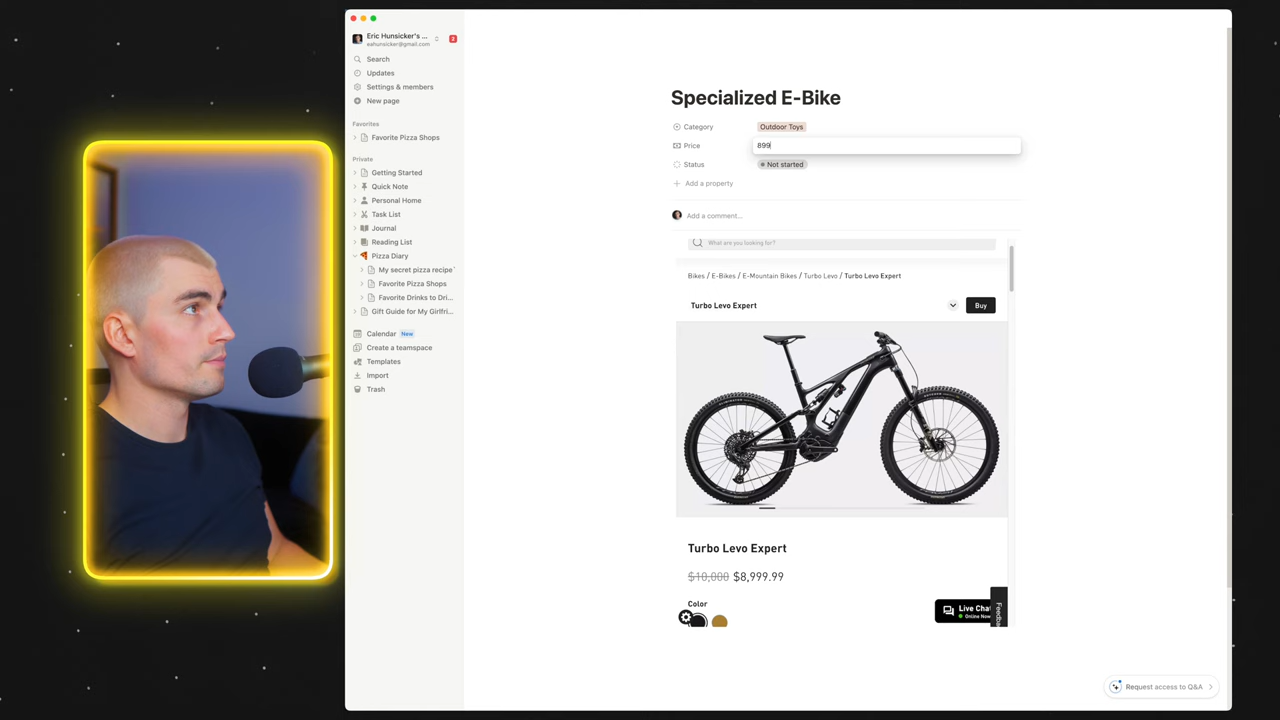 Eric Hunsicker's ...
eahunsicker@gmail.com
2
Search
Updates
Settings & members
New page
Favorites
Favorite Pizza Shops
Private
Getting Started
Quick Note
Personal Home
Task List
Journal
Reading List
Pizza Diary
My secret pizza recipe
Favorite Pizza Shops
Favorite Drinks to Dri...
Gift Guide for My Girlfri...
Calendar New
Create a teamspace
Templates
Import
Trash
Specialized E-Bike
Category Outdoor Toys
Price 899
Status Not started
Add a property
Add a comment...
What are you looking for?
Bikes / E-Bikes / E-Mountain Bikes / Turbo Levo / Turbo Levo Expert
Turbo Levo Expert Buy
Turbo Levo Expert
$10,000 $8,999.99
Color
Live Cha
Online Now
Feedba
Request access to Q&A